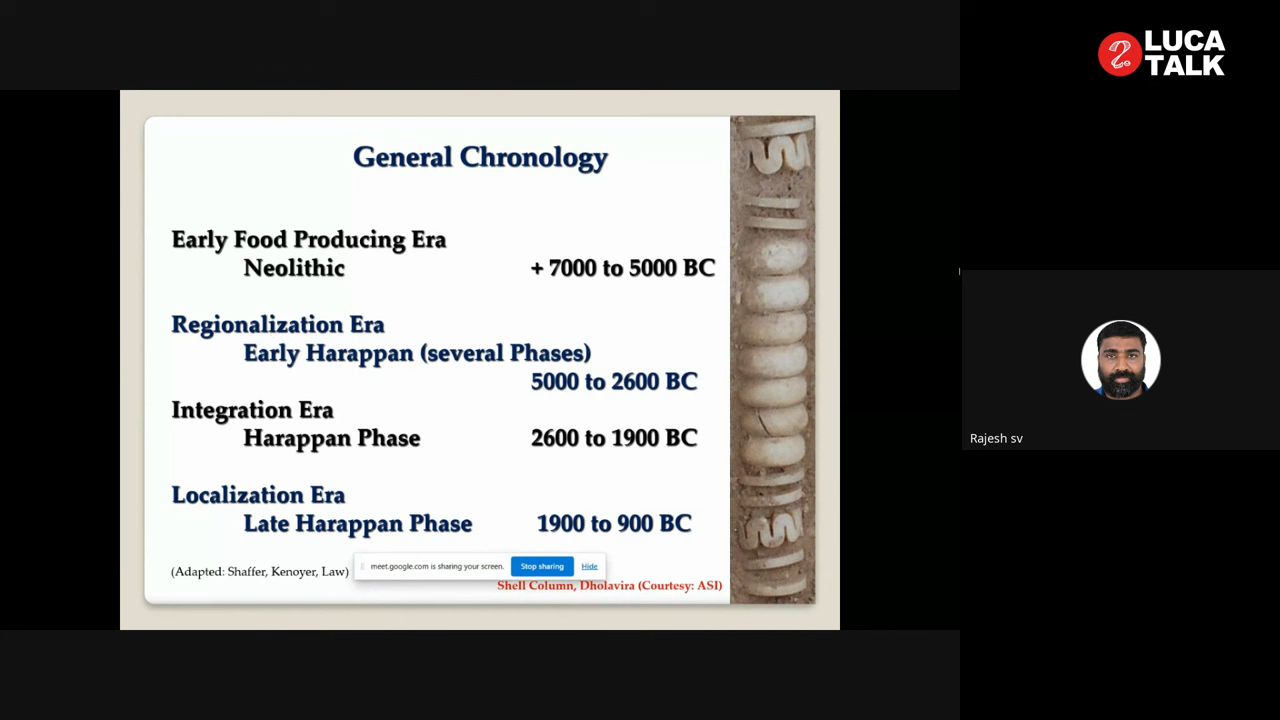 LUCA
TALK
General Chronology
Early Food Producing Era
Neolithic + 7000 to 5000 BC
Regionalization Era
Early Harappan (several Phases)
5000 to 2600 BC
Integration Era
Harappan Phase 2600 to 1900 BC
Localization Era
Late Harappan Phase 1900 to 900 BC
(Adapted: Shaffer, Kenoyer, Law)
meet.google.com is sharing your screen. Stop sharing Hide
Shell Column, Dholavira (Courtesy: ASI)
Rajesh sv